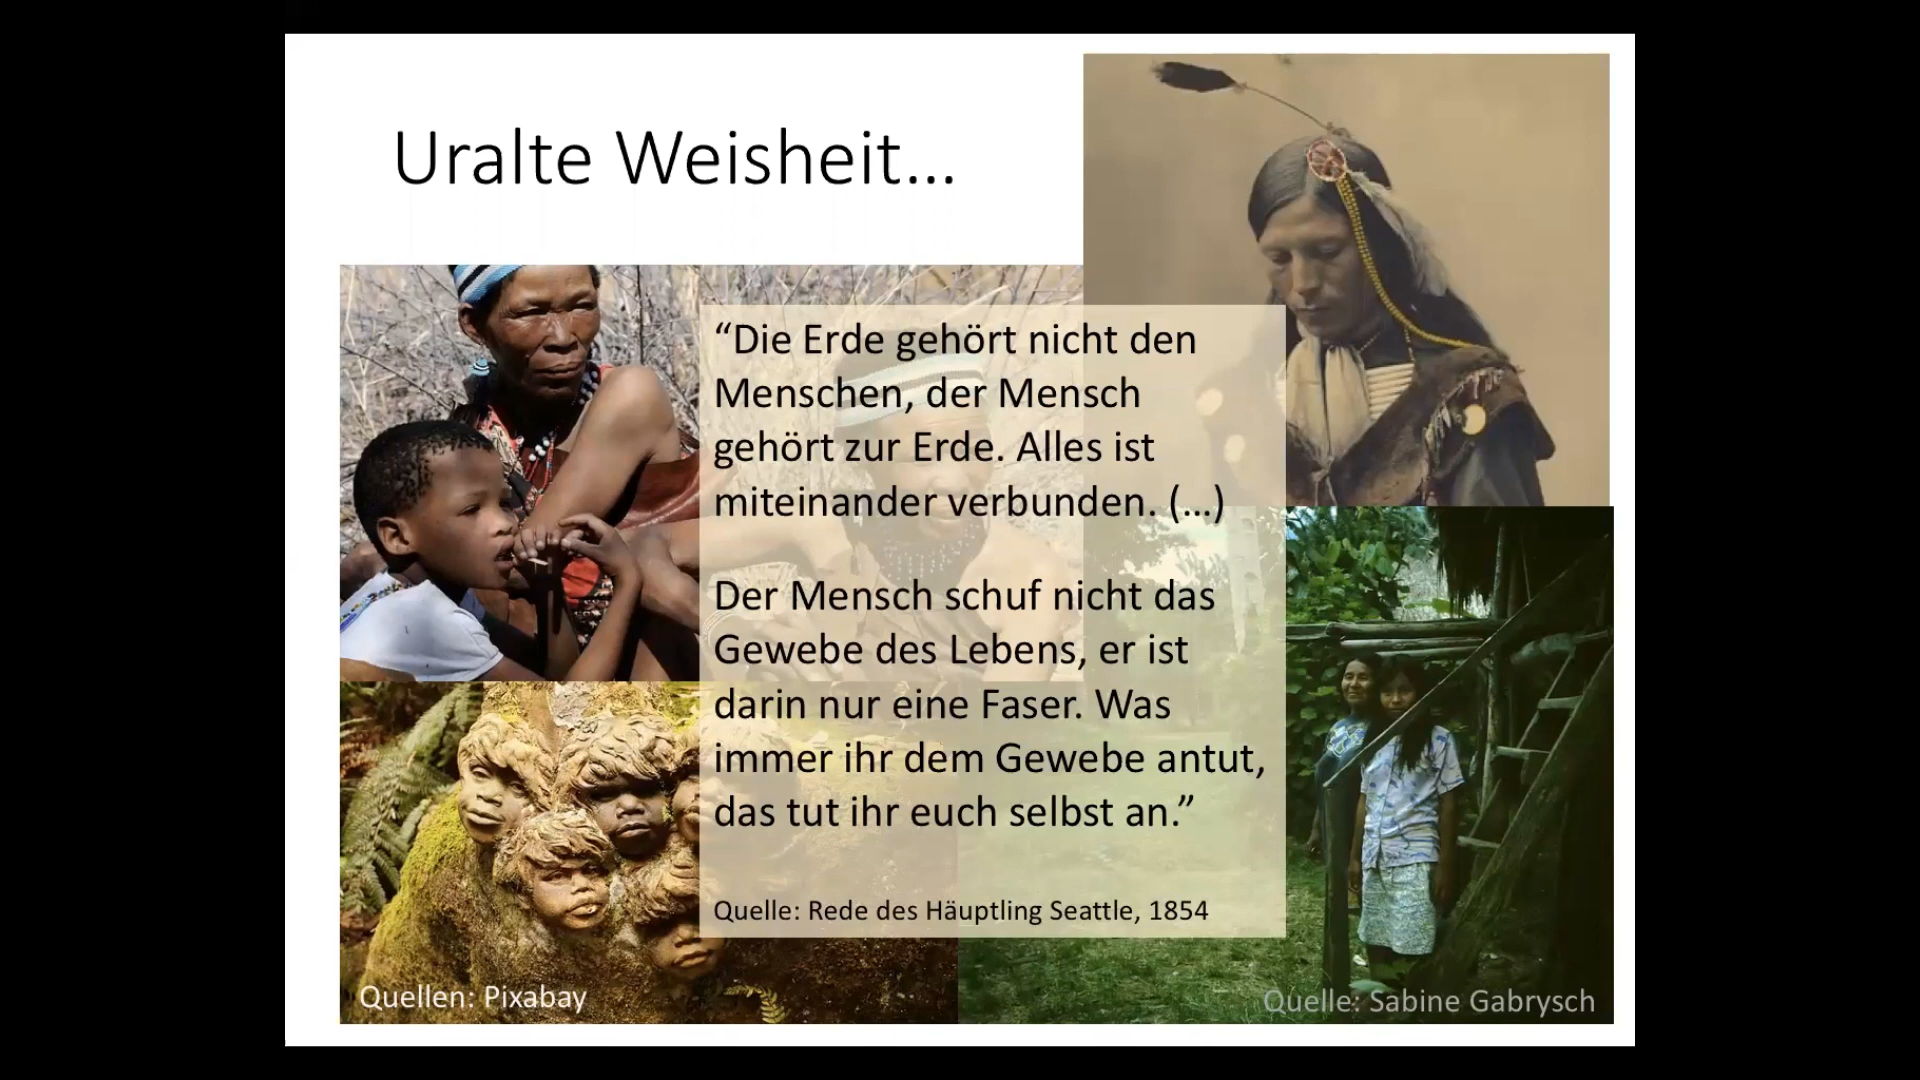 Uralte Weisheit...
“Die Erde gehört nicht den
Menschen, der Mensch
gehört zur Erde. Alles ist
miteinander verbunden. (...)
Der Mensch schuf nicht das
Gewebe des Lebens, er ist
darin nur eine Faser. Was
immer ihr dem Gewebe antut,
das tut ihr euch selbst an.”
Quelle: Rede des Häuptling Seattle, 1854
Quellen: Pixabay
Quelle: Sabine Gabrysch